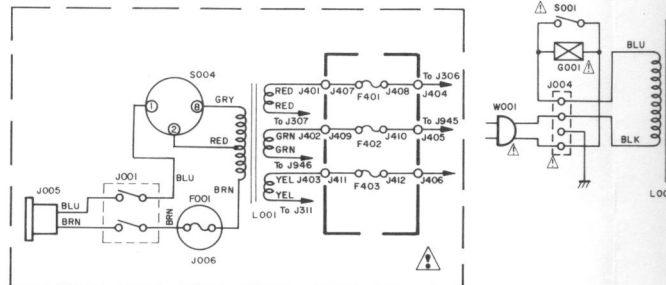 S004
1
8
2
GRY
RED
BLU
BRN
J005
BLU
BRN
J001
BRN
F001
J006
L001
RED
RED
J401
J407
F401
J408
To J306
J404
To J307
GRN
GRN
J402
J409
F402
J410
To J945
J405
To J946
YEL
YEL
J403
J411
F403
J412
J406
To J311
!
! S001
G001 !
J004
W001
!
!
BLU
BLK